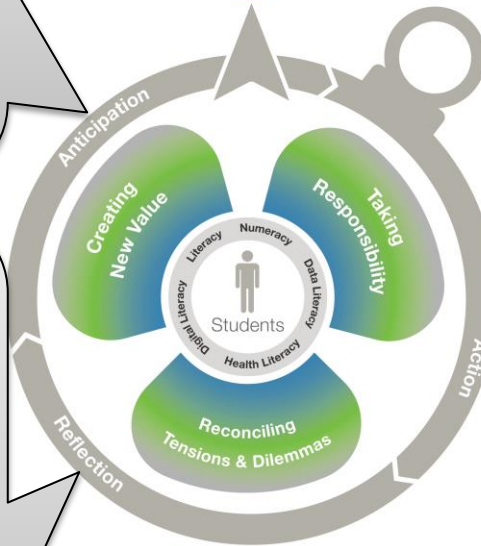 Anticipation
Creating
New Value
Taking
Responsibility
Literacy
Numeracy
Data Literacy
Health Literacy
Digital Literacy
Students
Reconciling
Tensions & Dilemmas
Action
Reflection